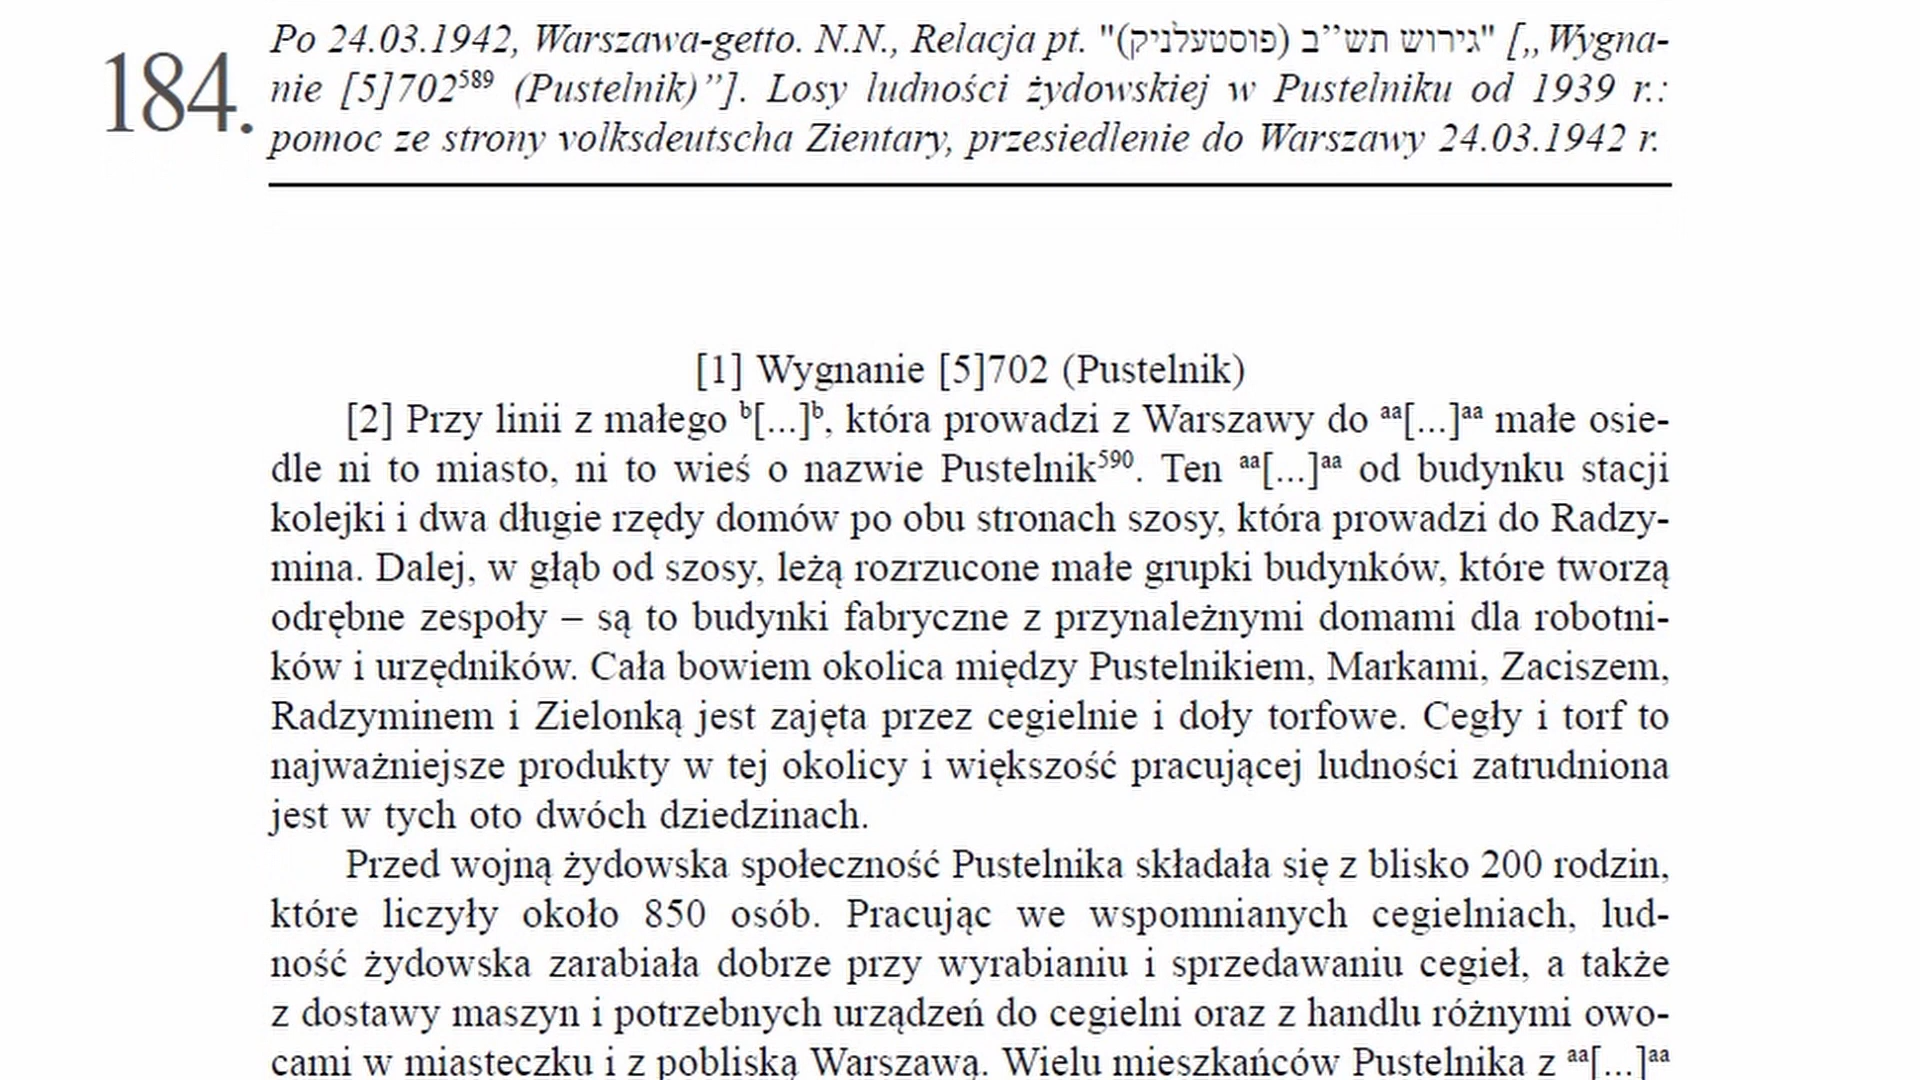 184.
Po 24.03.1942, Warszawa-getto. N.N., Relacja pt. "גירוש תש’’ב (פוסטעלניק)" [„Wygna-
nie [5]702589 (Pustelnik)”]. Losy ludności żydowskiej w Pustelniku od 1939 r.:
pomoc ze strony volksdeutscha Zientary, przesiedlenie do Warszawy 24.03.1942 r.
[1] Wygnanie [5]702 (Pustelnik)
[2] Przy linii z małego b[...]b, która prowadzi z Warszawy do aa[...]aa małe osie-
dle ni to miasto, ni to wieś o nazwie Pustelnik590. Ten aa[...]aa od budynku stacji
kolejki i dwa długie rzędy domów po obu stronach szosy, która prowadzi do Radzy-
mina. Dalej, w głąb od szosy, leżą rozrzucone małe grupki budynków, które tworzą
odrębne zespoły – są to budynki fabryczne z przynależnymi domami dla robotni-
ków i urzędników. Cała bowiem okolica między Pustelnikiem, Markami, Zaciszem,
Radzyminem i Zielonką jest zajęta przez cegielnie i doły torfowe. Cegły i torf to
najważniejsze produkty w tej okolicy i większość pracującej ludności zatrudniona
jest w tych oto dwóch dziedzinach.
Przed wojną żydowska społeczność Pustelnika składała się z blisko 200 rodzin,
które liczyły około 850 osób. Pracując we wspomnianych cegielniach, lud-
ność żydowska zarabiała dobrze przy wyrabianiu i sprzedawaniu cegieł, a także
z dostawy maszyn i potrzebnych urządzeń do cegielni oraz z handlu różnymi owo-
cami w miasteczku i z pobliską Warszawą. Wielu mieszkańców Pustelnika z aa[...]aa